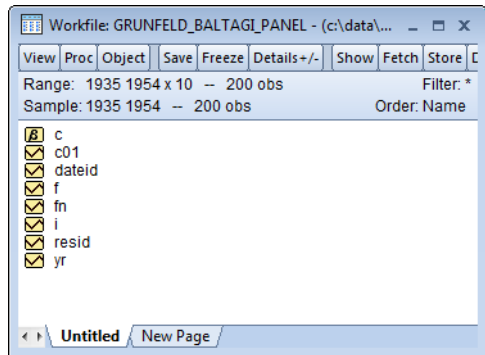 Workfile: GRUNFELD_BALTAGI_PANEL - (c:\data\...
View Proc Object Save Freeze Details+/- Show Fetch Store D
Range: 1935 1954 x 10 -- 200 obs Filter: *
Sample: 1935 1954 -- 200 obs Order: Name
β c
c01
dateid
f
fn
i
resid
yr
Untitled New Page